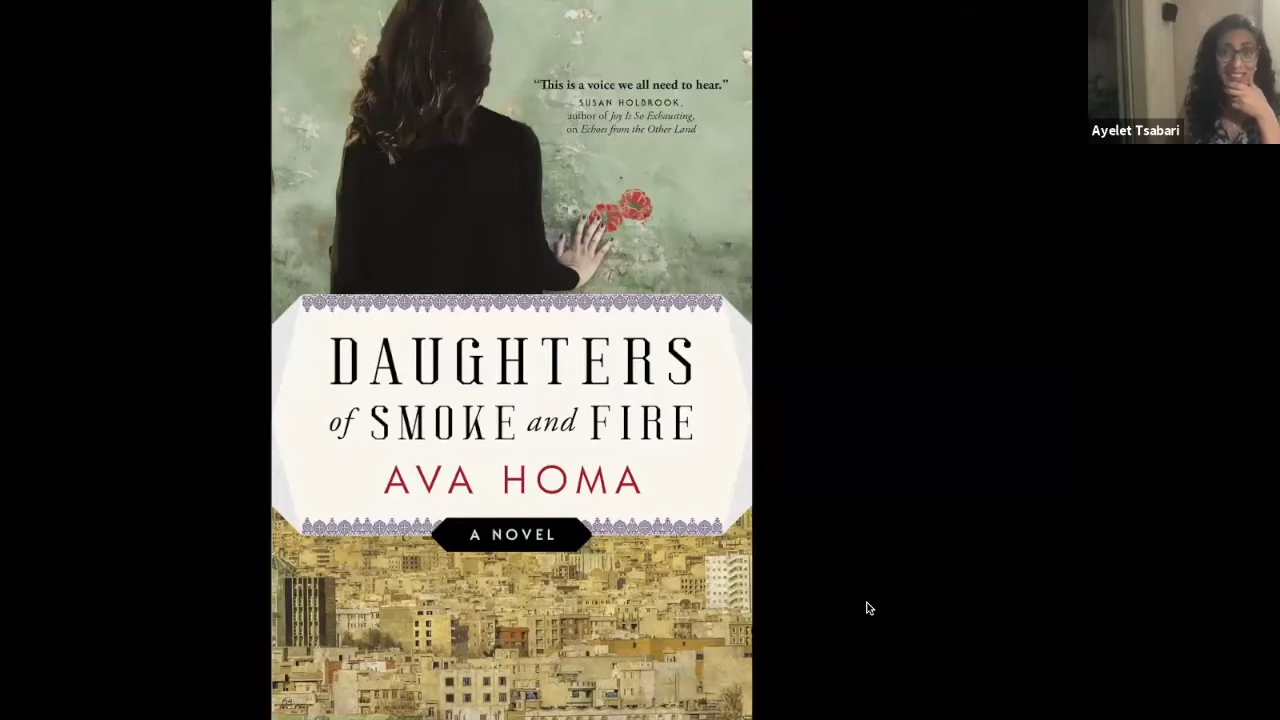 “This is a voice we all need to hear.”
SUSAN HOLBROOK,
author of Joy Is So Exhausting,
on Echoes from the Other Land
DAUGHTERS
of SMOKE and FIRE
AVA HOMA
A NOVEL
Ayelet Tsabari